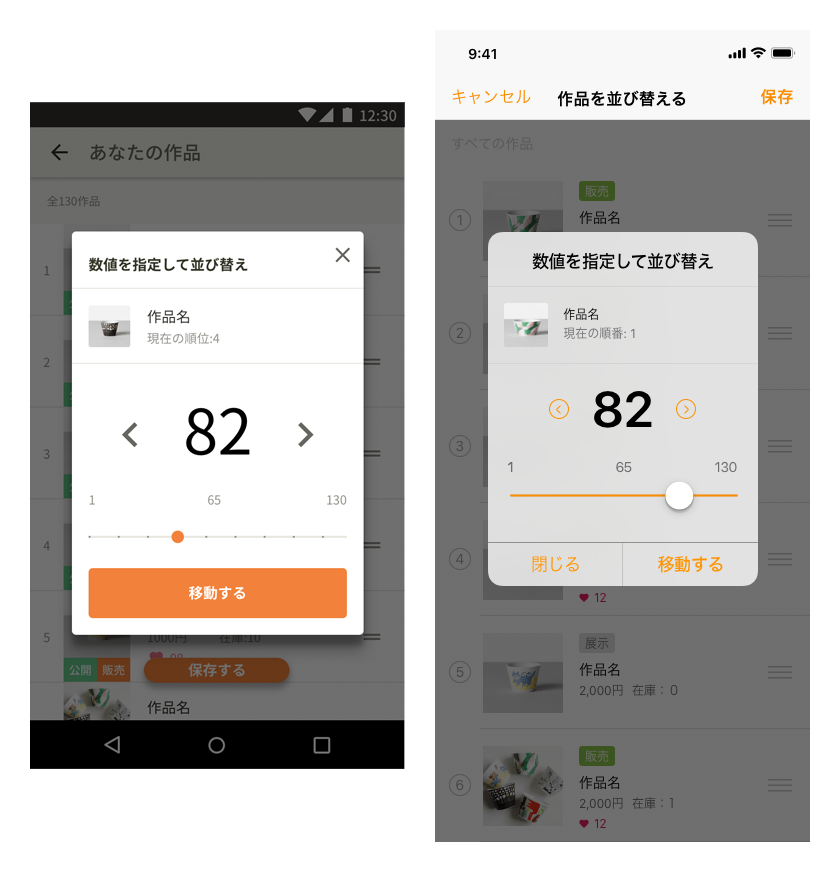 12:30
あなたの作品
全130作品
1
数値を指定して並び替え
作品名
現在の順位:4
2
3
82
1 65 130
4
移動する
5
1000円 在庫:10
公開 販売
保存する
作品名
9:41
キャンセル 作品を並び替える 保存
すべての作品
販売
1
作品名
数値を指定して並び替え
2
作品名
現在の順番: 1
82
3
1 65 130
4
閉じる 移動する
12
展示
5
作品名
2,000円 在庫：0
販売
6
作品名
2,000円 在庫：1
12